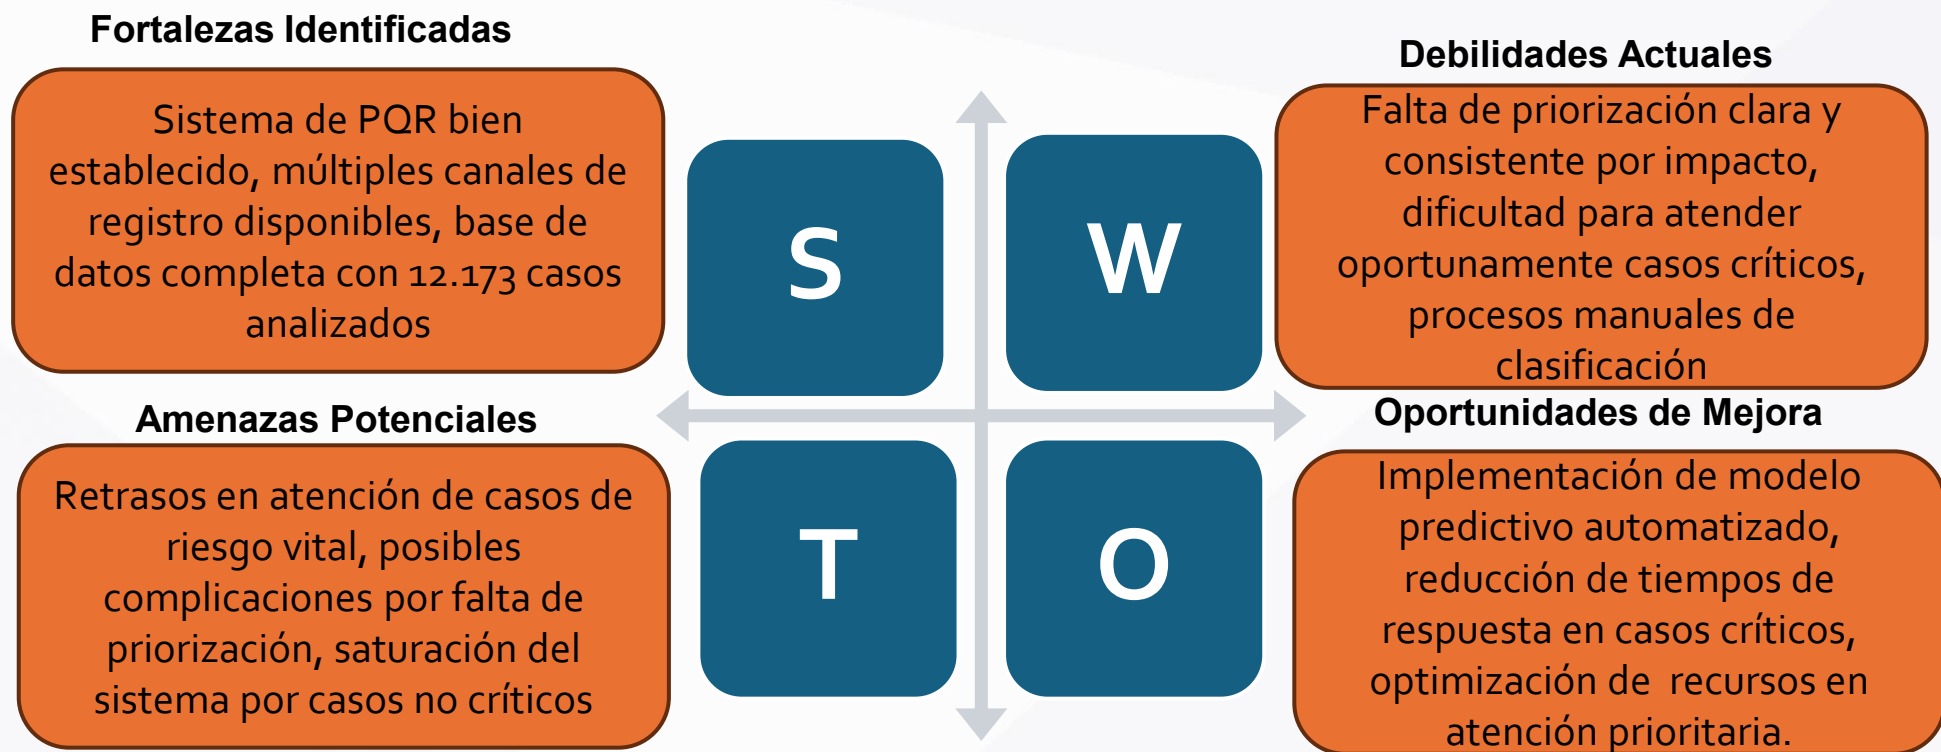 Fortalezas Identificadas
Sistema de PQR bien
establecido, múltiples canales de
registro disponibles, base de
datos completa con 12.173 casos
analizados
S
W
Debilidades Actuales
Falta de priorización clara y
consistente por impacto,
dificultad para atender
oportunamente casos críticos,
procesos manuales de
clasificación
Amenazas Potenciales
Retrasos en atención de casos de
riesgo vital, posibles
complicaciones por falta de
priorización, saturación del
sistema por casos no críticos
T
O
Oportunidades de Mejora
Implementación de modelo
predictivo automatizado,
reducción de tiempos de
respuesta en casos críticos,
optimización de  recursos en
atención prioritaria.